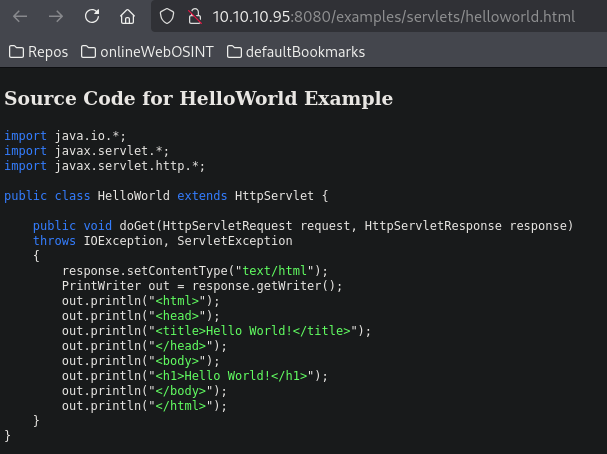 10.10.10.95:8080/examples/servlets/helloworld.html
Repos onlineWebOSINT defaultBookmarks
Source Code for HelloWorld Example
import java.io.*;
import javax.servlet.*;
import javax.servlet.http.*;
public class HelloWorld extends HttpServlet {
    public void doGet(HttpServletRequest request, HttpServletResponse response)
    throws IOException, ServletException
    {
        response.setContentType("text/html");
        PrintWriter out = response.getWriter();
        out.println("<html>");
        out.println("<head>");
        out.println("<title>Hello World!</title>");
        out.println("</head>");
        out.println("<body>");
        out.println("<h1>Hello World!</h1>");
        out.println("</body>");
        out.println("</html>");
    }
}